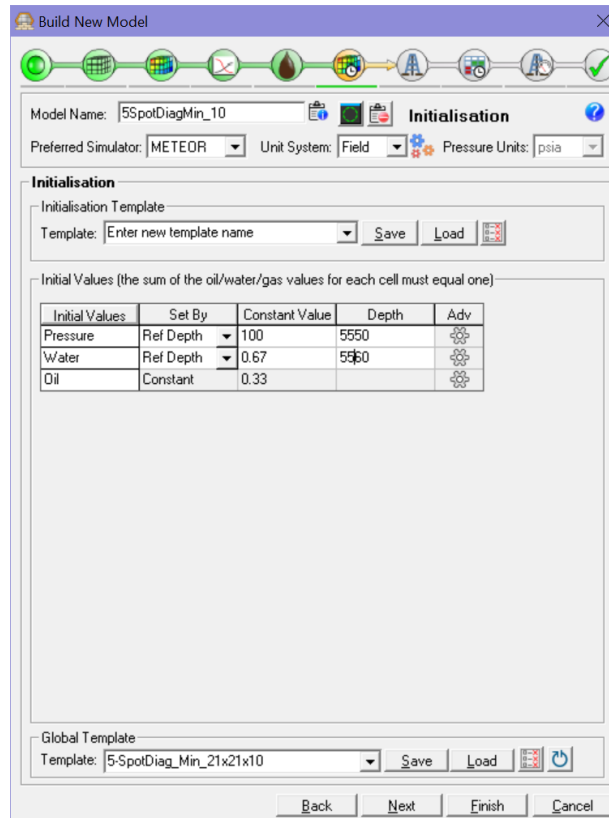 Build New Model
Model Name: 5SpotDiagMin_10 Initialisation
Preferred Simulator: METEOR Unit System: Field Pressure Units: psia
Initialisation
Initialisation Template
Template: Enter new template name Save Load
Initial Values (the sum of the oil/water/gas values for each cell must equal one)
Initial Values Set By Constant Value Depth Adv
Pressure Ref Depth 100 5550
Water Ref Depth 0.67 5560
Oil Constant 0.33
Global Template
Template: 5-SpotDiag_Min_21x21x10 Save Load
Back Next Finish Cancel